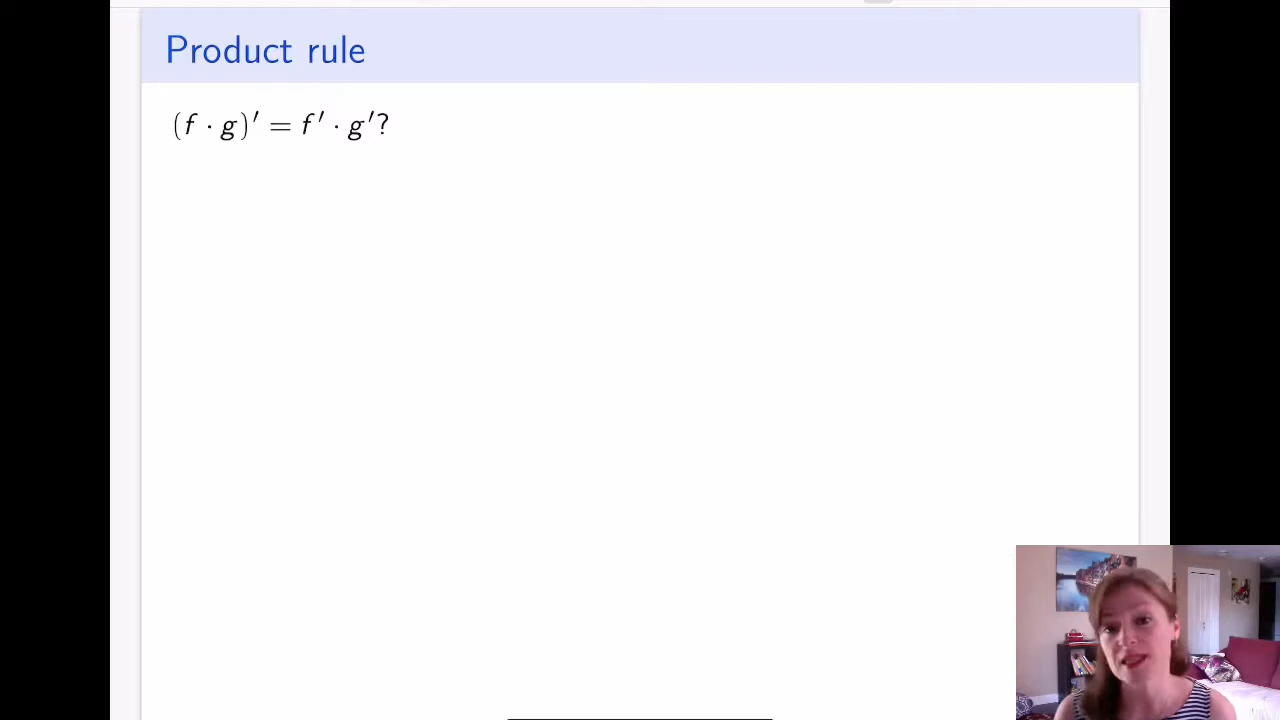 Product rule
(f · g)′ = f′ · g′?